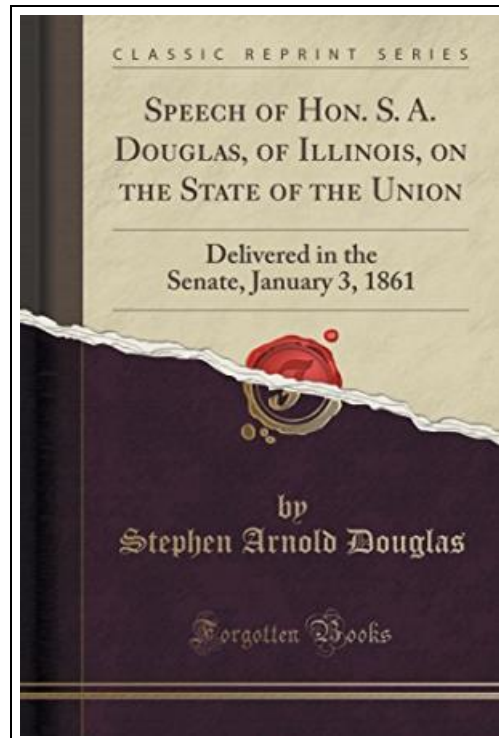 CLASSIC REPRINT SERIES
SPEECH OF HON. S. A.
DOUGLAS, OF ILLINOIS, ON
THE STATE OF THE UNION
Delivered in the
Senate, January 3, 1861
by
Stephen Arnold Douglas
Forgotten Books